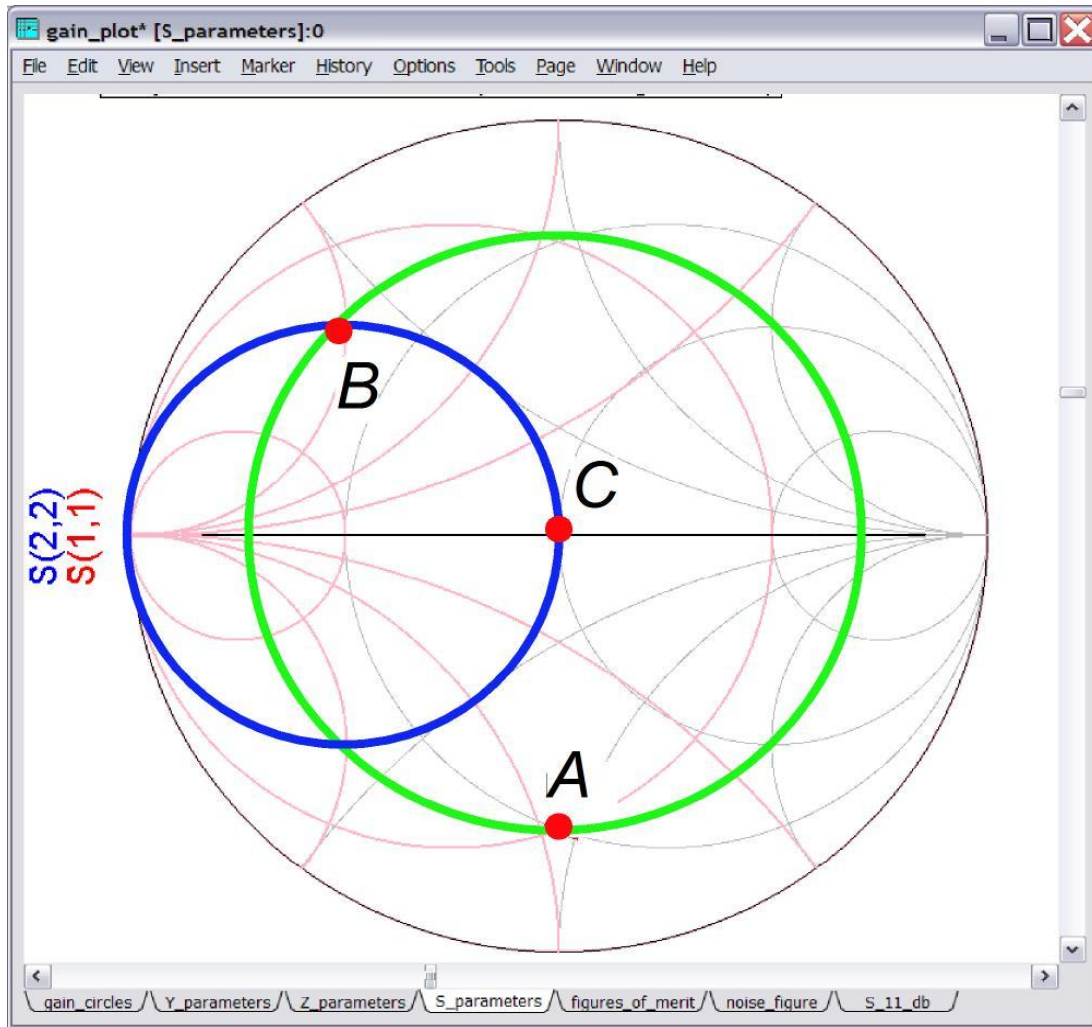 gain_plot* [S_parameters]:0
File Edit View Insert Marker History Options Tools Page Window Help
B
C
A
S(2,2)
S(1,1)
gain_circles Y_parameters Z_parameters S_parameters figures_of_merit noise_figure S_11_db